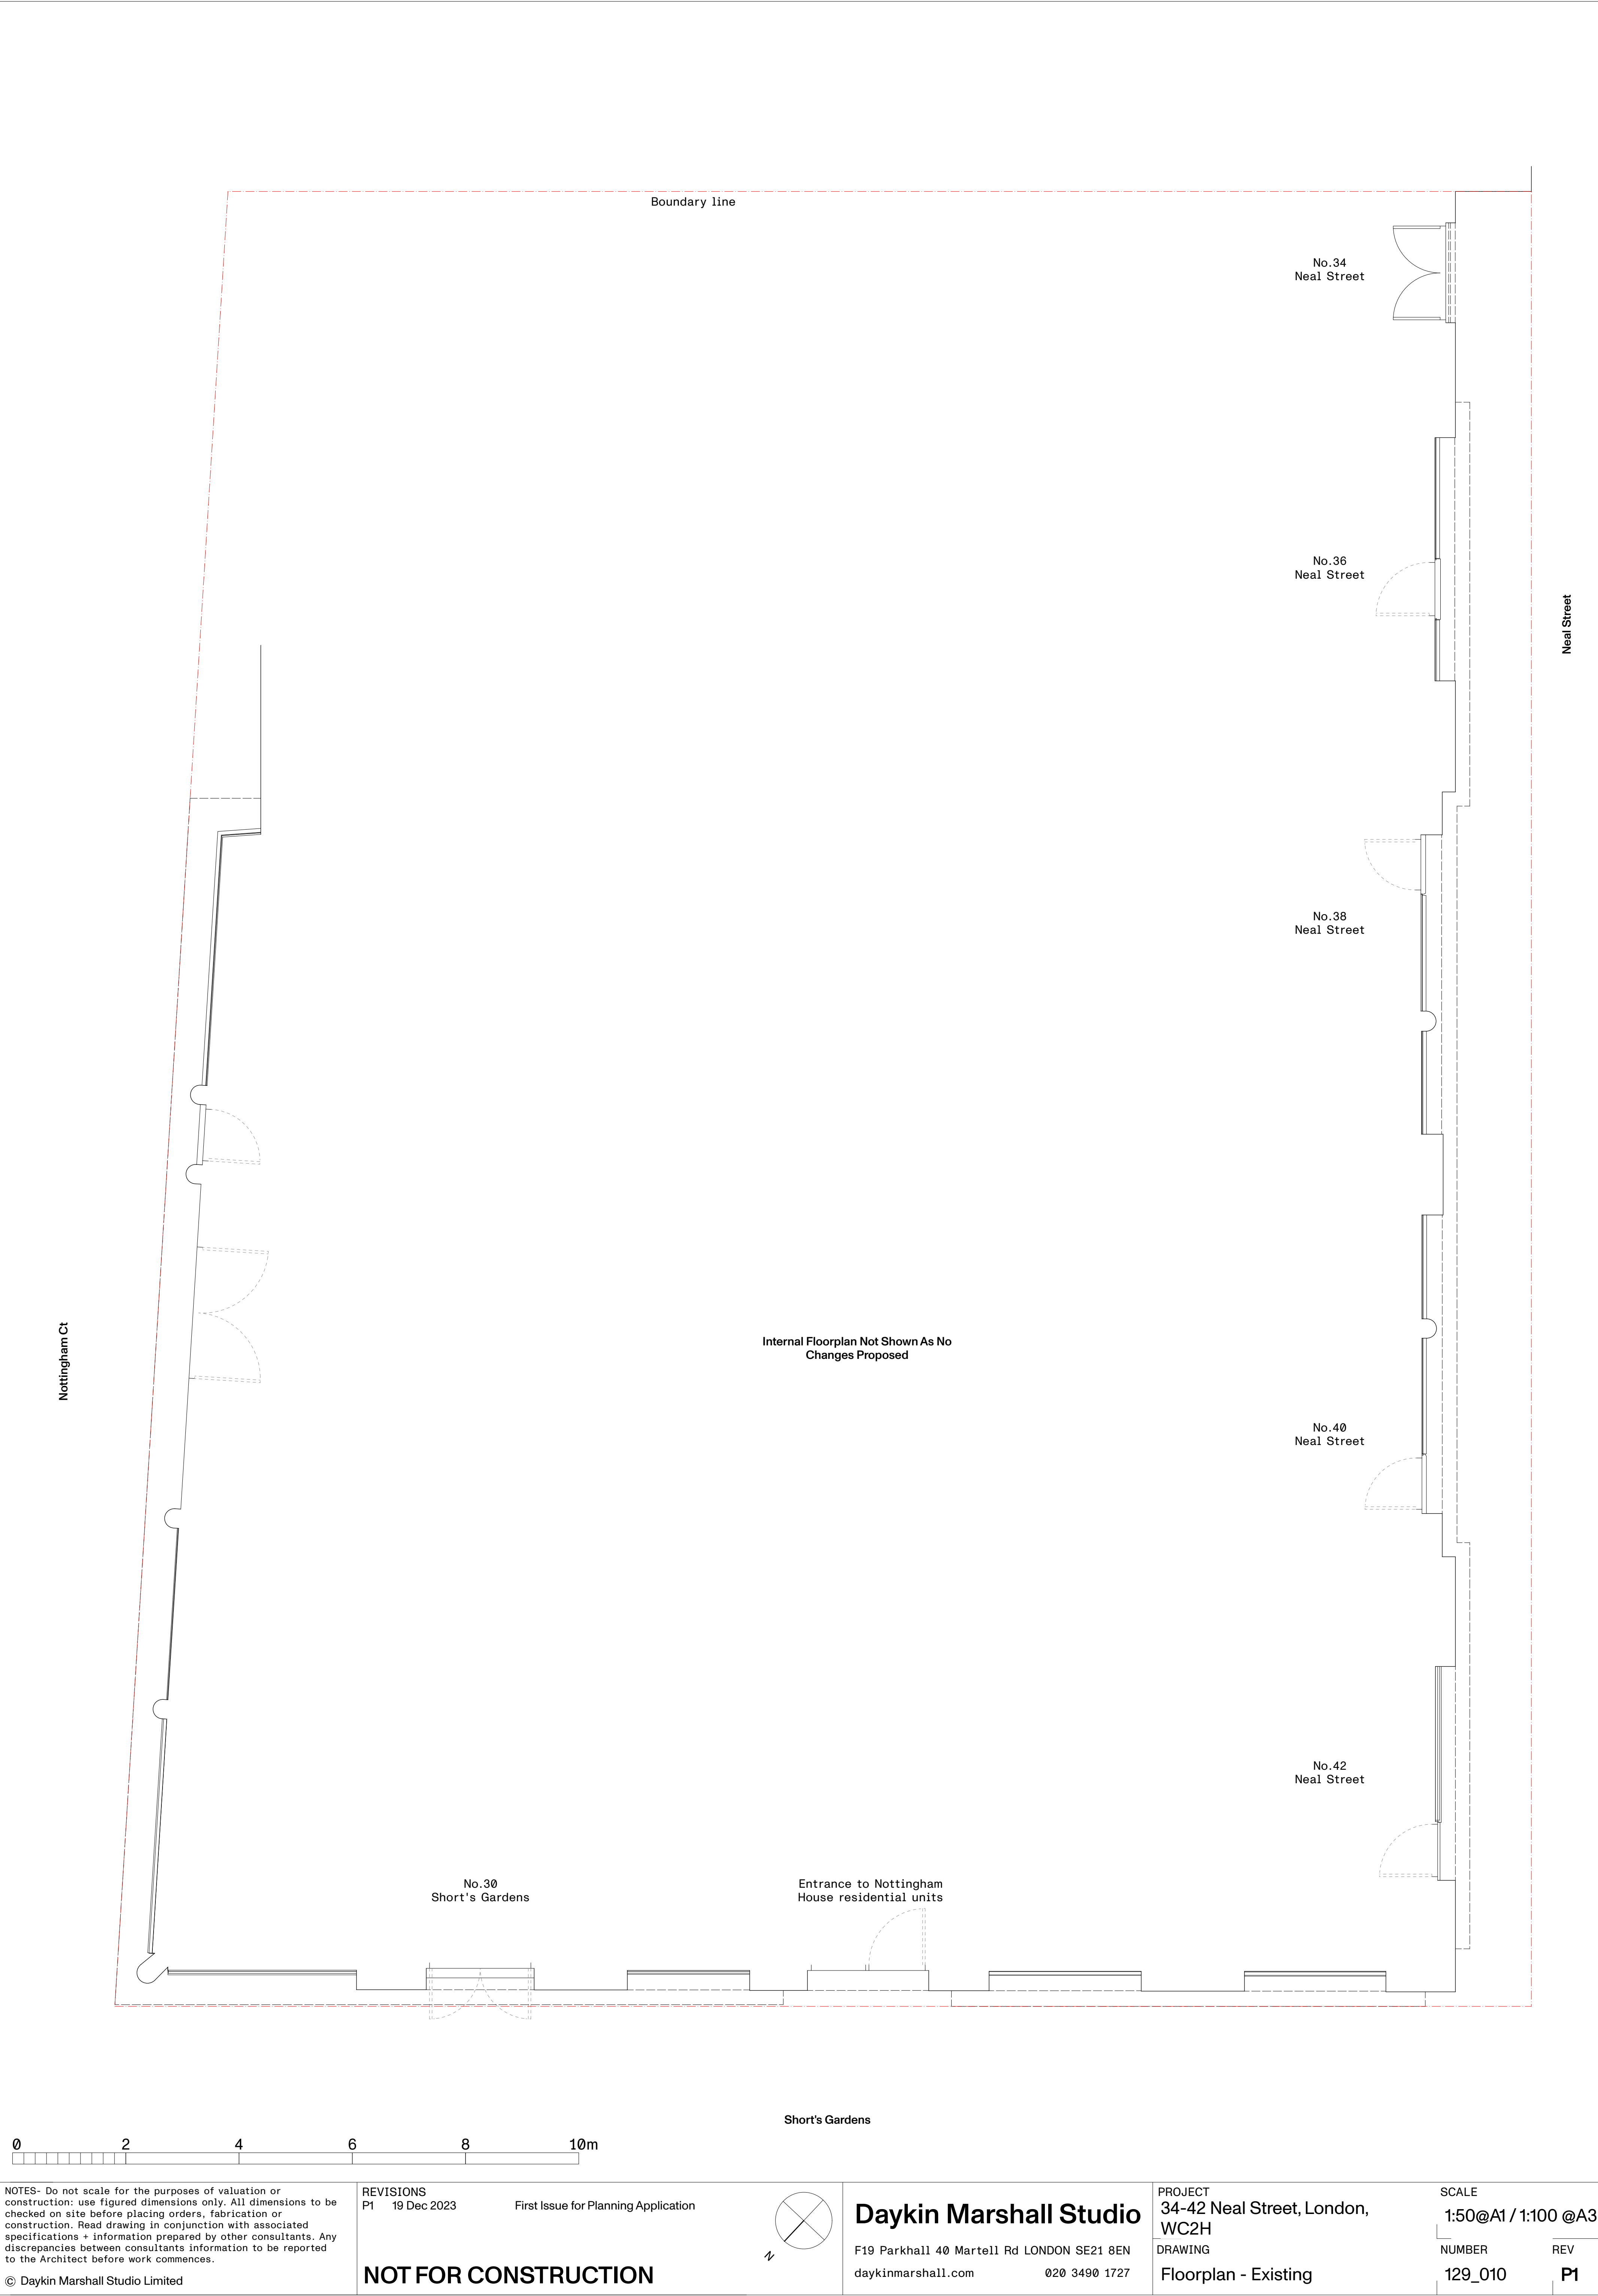 Boundary line
No.34
Neal Street
No.36
Neal Street
Neal Street
No.38
Neal Street
Nottingham Ct
Internal Floorplan Not Shown As No
Changes Proposed
No.40
Neal Street
No.42
Neal Street
No.30
Short's Gardens
Entrance to Nottingham
House residential units
Short's Gardens
0 2 4 6 8 10m
NOTES- Do not scale for the purposes of valuation or
construction: use figured dimensions only. All dimensions to be
checked on site before placing orders, fabrication or
construction. Read drawing in conjunction with associated
specifications + information prepared by other consultants. Any
discrepancies between consultants information to be reported
to the Architect before work commences.
© Daykin Marshall Studio Limited
REVISIONS
P1 19 Dec 2023 First Issue for Planning Application
NOT FOR CONSTRUCTION
N
Daykin Marshall Studio
F19 Parkhall 40 Martell Rd LONDON SE21 8EN
daykinmarshall.com 020 3490 1727
PROJECT
34-42 Neal Street, London,
WC2H
DRAWING
Floorplan - Existing
SCALE
1:50@A1 / 1:100 @A3
NUMBER REV
129_010 P1